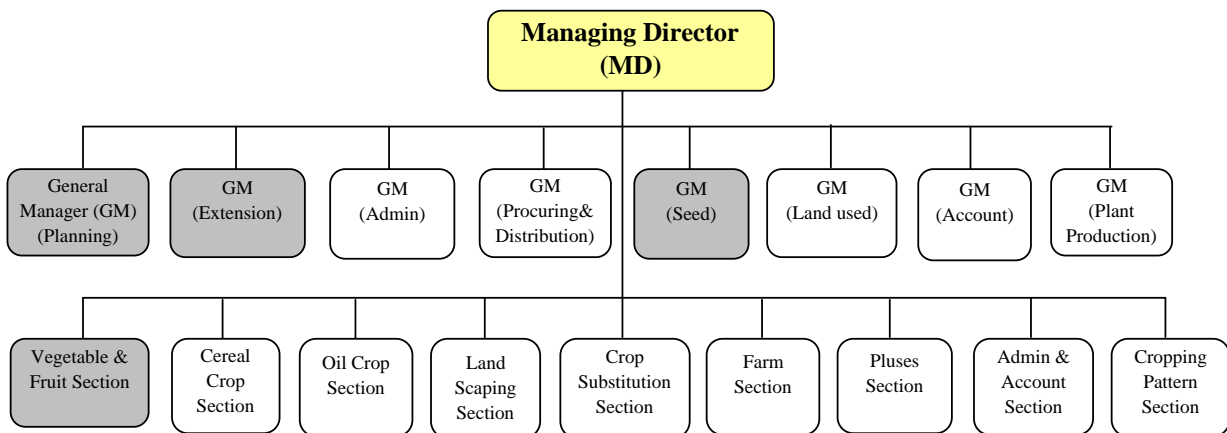 Managing Director
(MD)
General
Manager (GM)
(Planning)
GM
(Extension)
GM
(Admin)
GM
(Procuring&
Distribution)
GM
(Seed)
GM
(Land used)
GM
(Account)
GM
(Plant
Production)
Vegetable &
Fruit Section
Cereal
Crop
Section
Oil Crop
Section
Land
Scaping
Section
Crop
Substitution
Section
Farm
Section
Pluses
Section
Admin &
Account
Section
Cropping
Pattern
Section